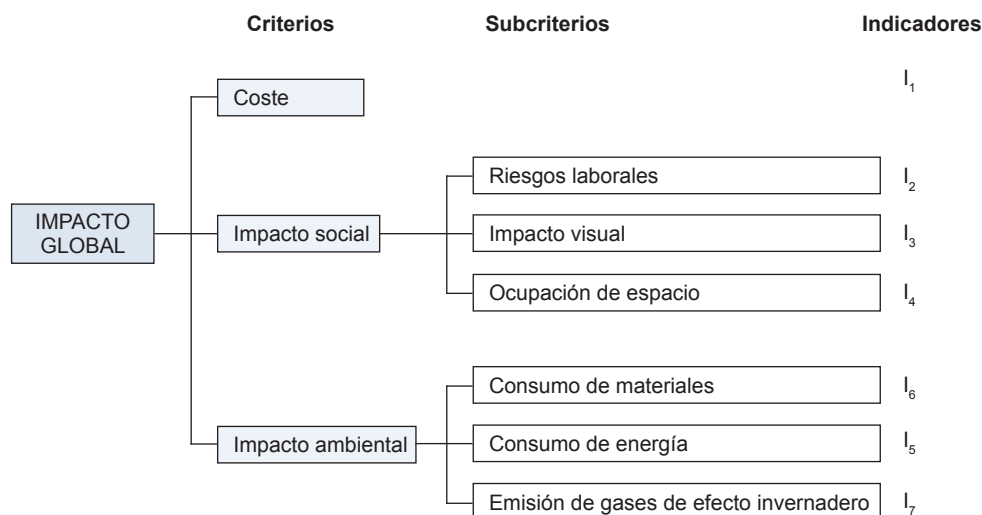 Criterios Subcriterios Indicadores
Coste I₁
Riesgos laborales I₂
IMPACTO
GLOBAL
Impacto social Impacto visual I₃
Ocupación de espacio I₄
Consumo de materiales I₆
Impacto ambiental Consumo de energía I₅
Emisión de gases de efecto invernadero I₇